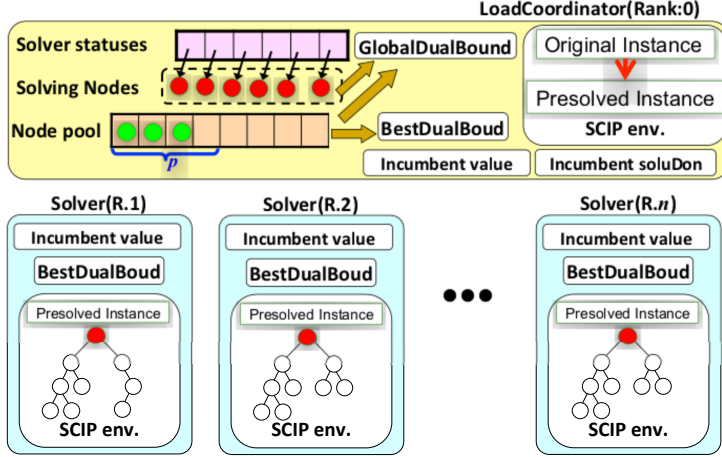 LoadCoordinator(Rank:0)
Solver statuses
GlobalDualBound
Original Instance
Solving Nodes
Presolved Instance
Node pool
BestDualBoud
SCIP env.
p
Incumbent value
Incumbent soluDon
Solver(R.1)
Solver(R.2)
Solver(R.n)
Incumbent value
Incumbent value
Incumbent value
BestDualBoud
BestDualBoud
BestDualBoud
Presolved Instance
Presolved Instance
Presolved Instance
SCIP env.
SCIP env.
SCIP env.